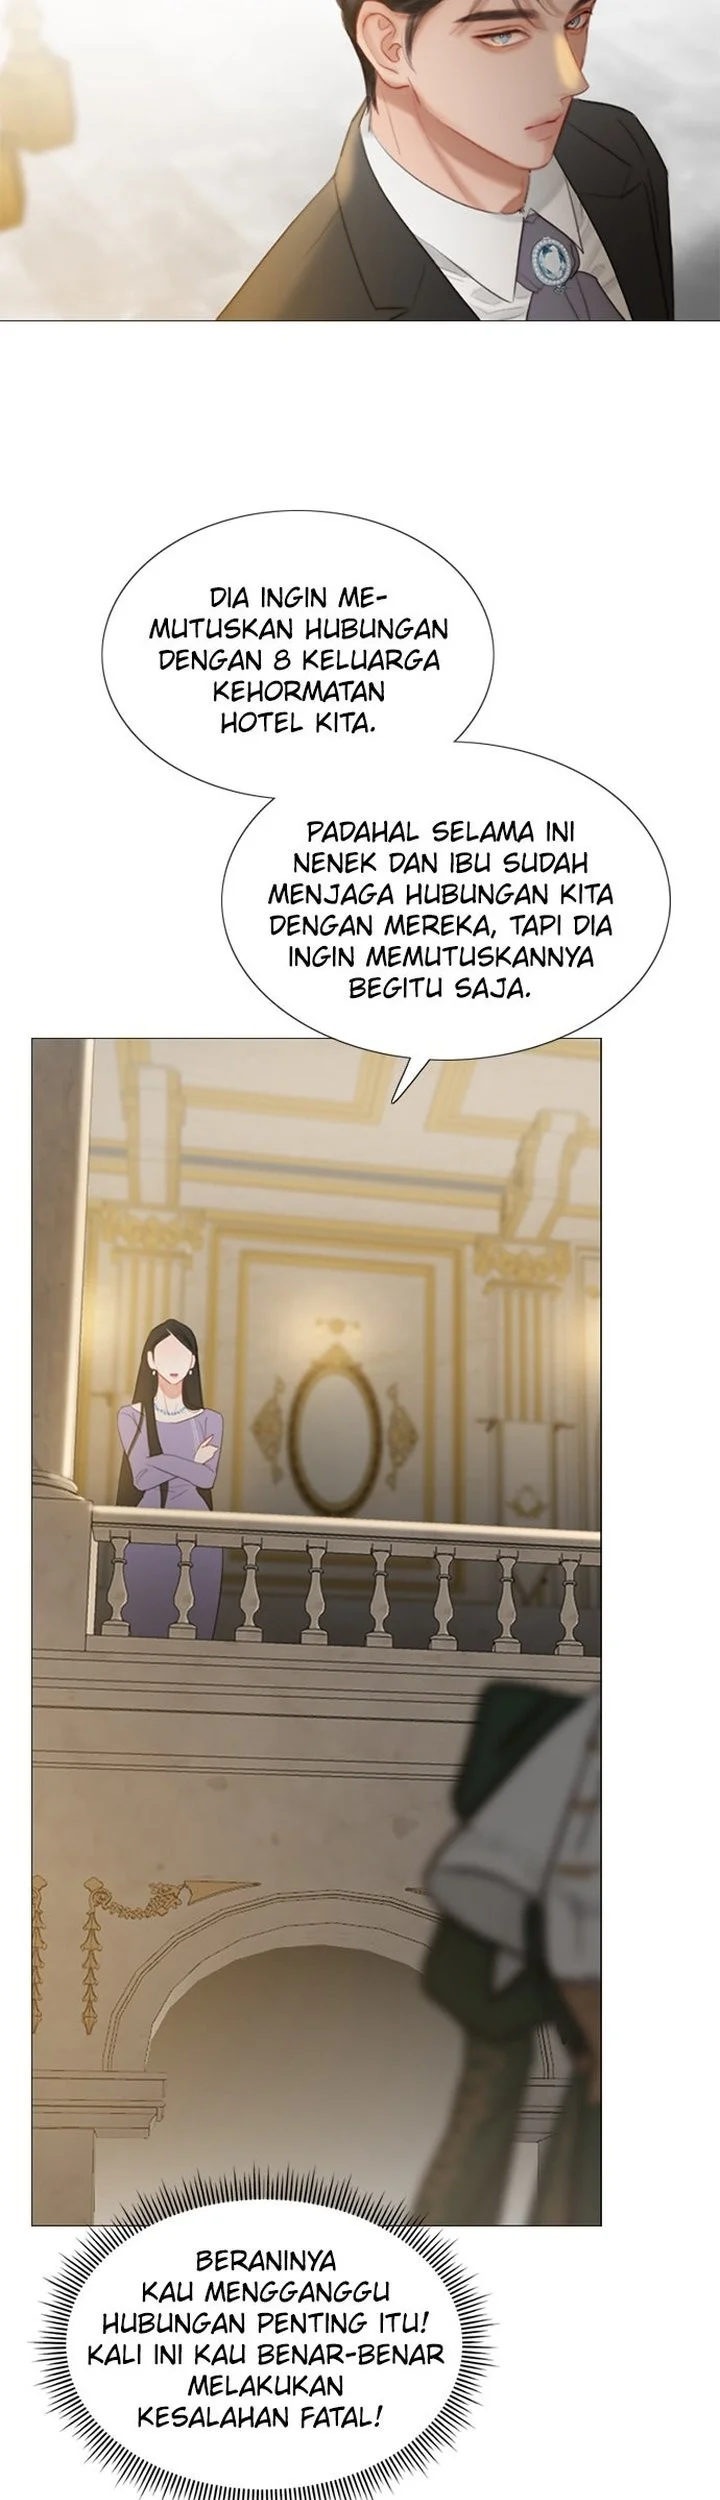 DIA INGIN ME-
MUTUSKAN HUBUNGAN
DENGAN 8 KELUARGA
KEHORMATAN
HOTEL KITA.
PADAHAL SELAMA INI
NENEK DAN IBU SUDAH
MENJAGA HUBUNGAN KITA
DENGAN MEREKA, TAPI DIA
INGIN MEMUTUSKANNYA
BEGITU SAJA.
BERANINYA
KAU MENGGANGGU
HUBUNGAN PENTING ITU!
KALI INI KAU BENAR-BENAR
MELAKUKAN
KESALAHAN FATAL!